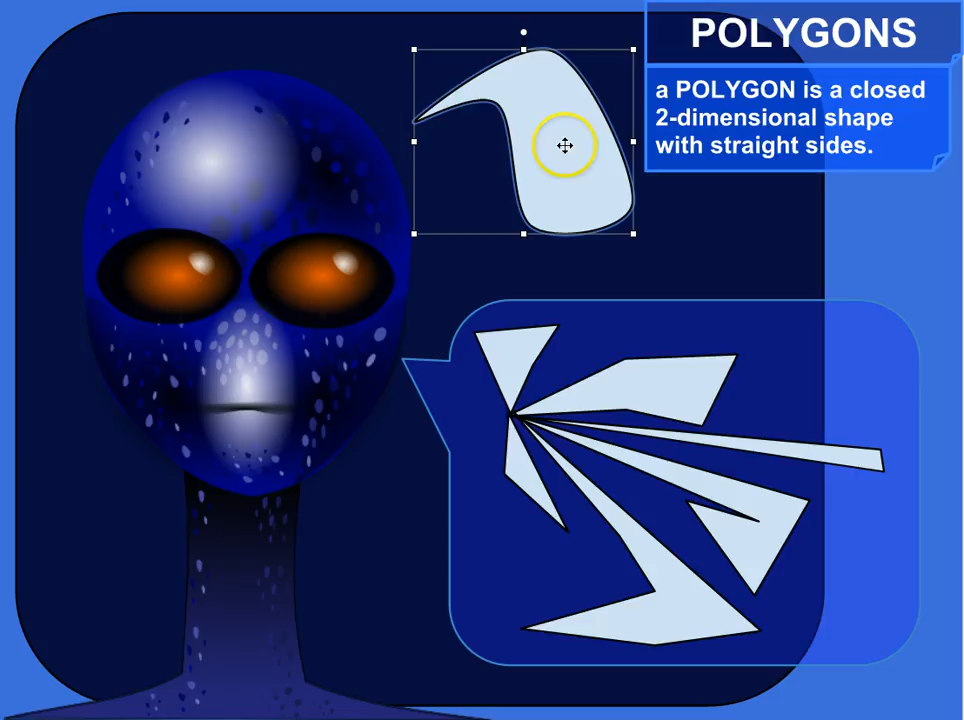 POLYGONS
a POLYGON is a closed
2-dimensional shape
with straight sides.